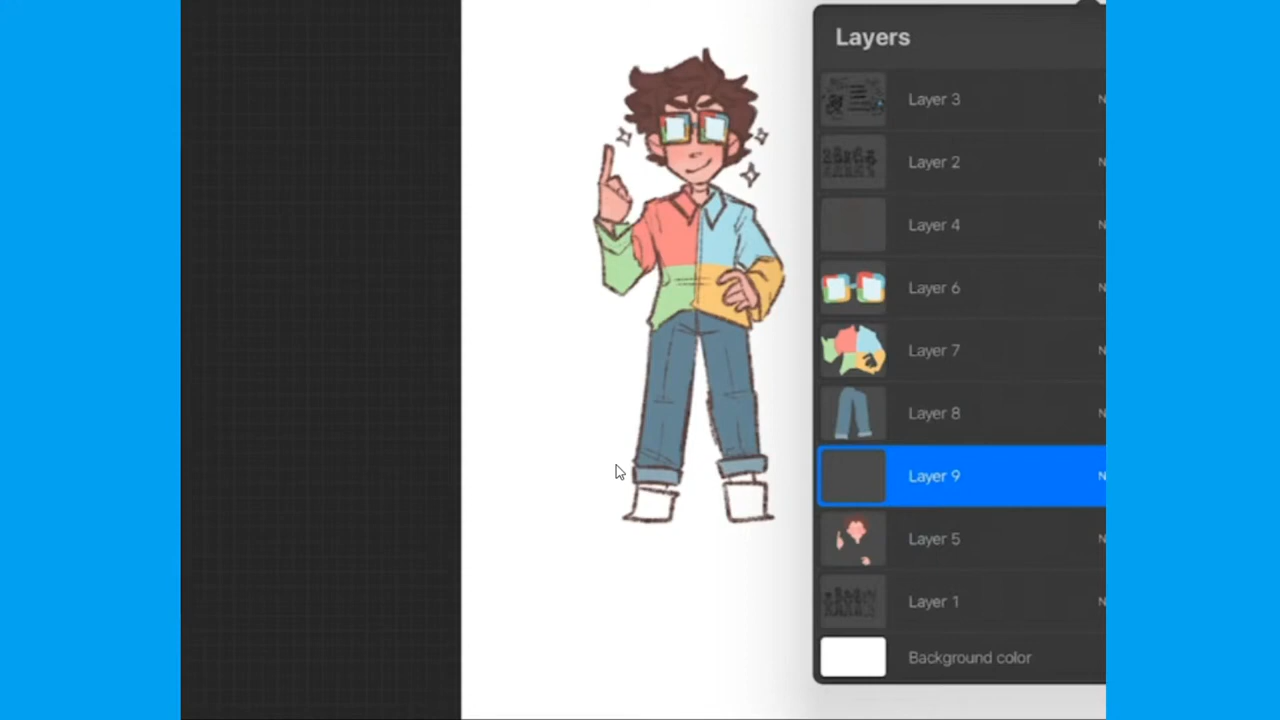 Layers
Layer 3
N
Layer 2
N
Layer 4
N
Layer 6
N
Layer 7
N
Layer 8
N
Layer 9
N
Layer 5
N
Layer 1
N
Background color